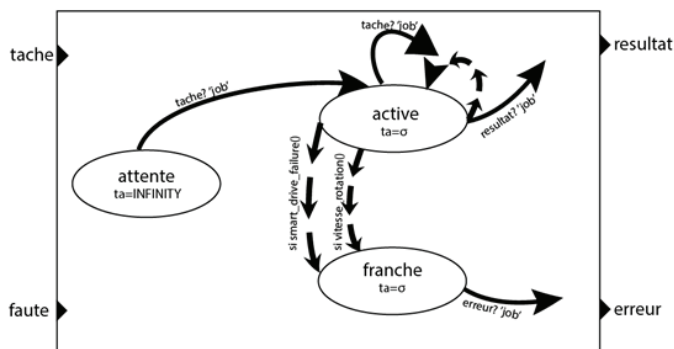 tache
resultat
tache? 'job'
tache? 'job'
active
ta=σ
resultat? 'job'
attente
ta=INFINITY
si smart_drive_failure()
si vitesse_rotation()
franche
ta=σ
faute
erreur? 'job'
erreur